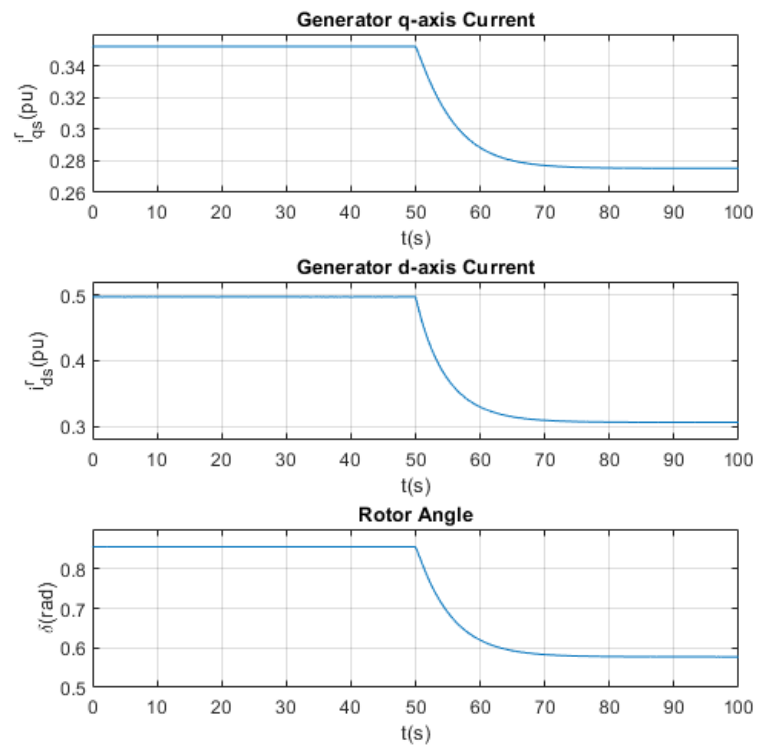 Generator q-axis Current
0.34
0.32
0.3
0.28
0.26
i^r_qs(pu)
0 10 20 30 40 50 60 70 80 90 100
t(s)
Generator d-axis Current
0.5
0.4
0.3
i^r_ds(pu)
0 10 20 30 40 50 60 70 80 90 100
t(s)
Rotor Angle
0.8
0.7
0.6
0.5
δ(rad)
0 10 20 30 40 50 60 70 80 90 100
t(s)